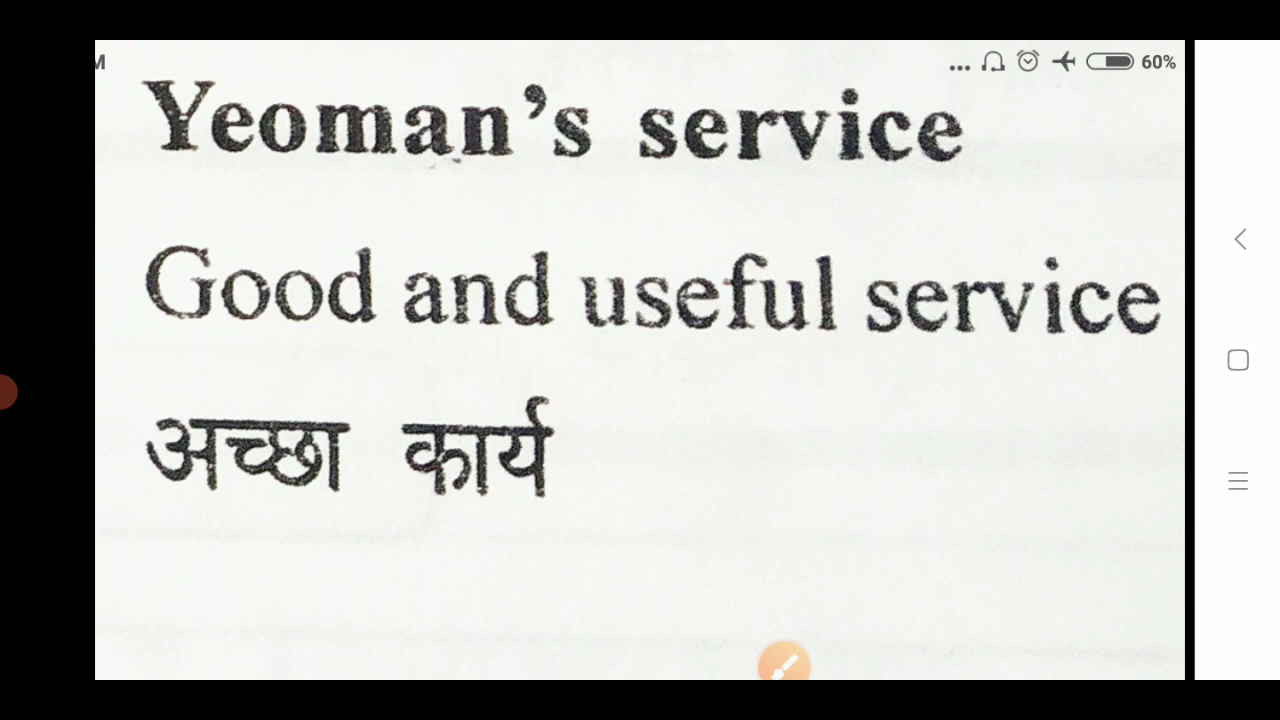 M ... 60%
Yeoman's service
Good and useful service
अच्छा कार्य